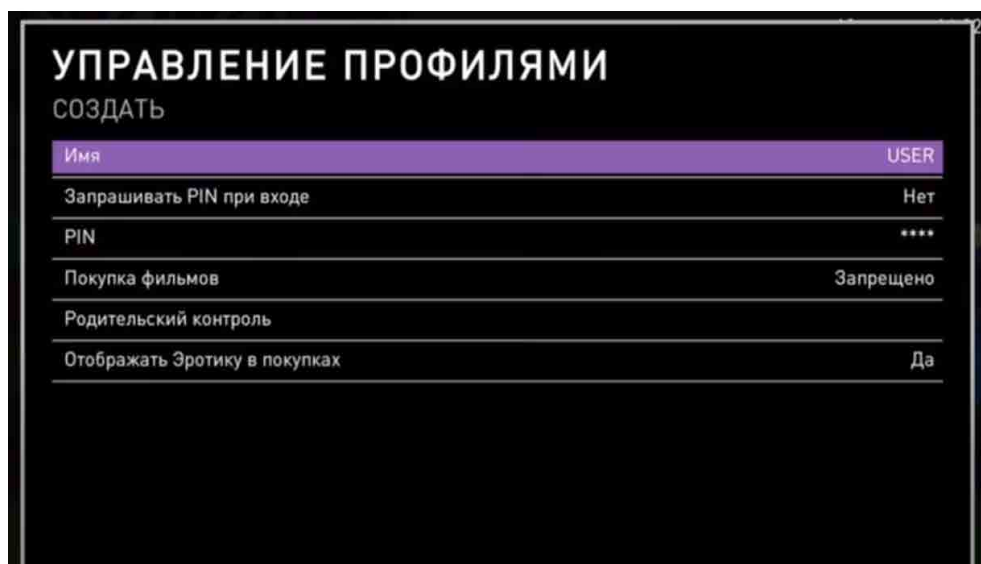 УПРАВЛЕНИЕ ПРОФИЛЯМИ
СОЗДАТЬ
Имя USER
Запрашивать PIN при входе Нет
PIN ****
Покупка фильмов Запрещено
Родительский контроль
Отображать Эротику в покупках Да